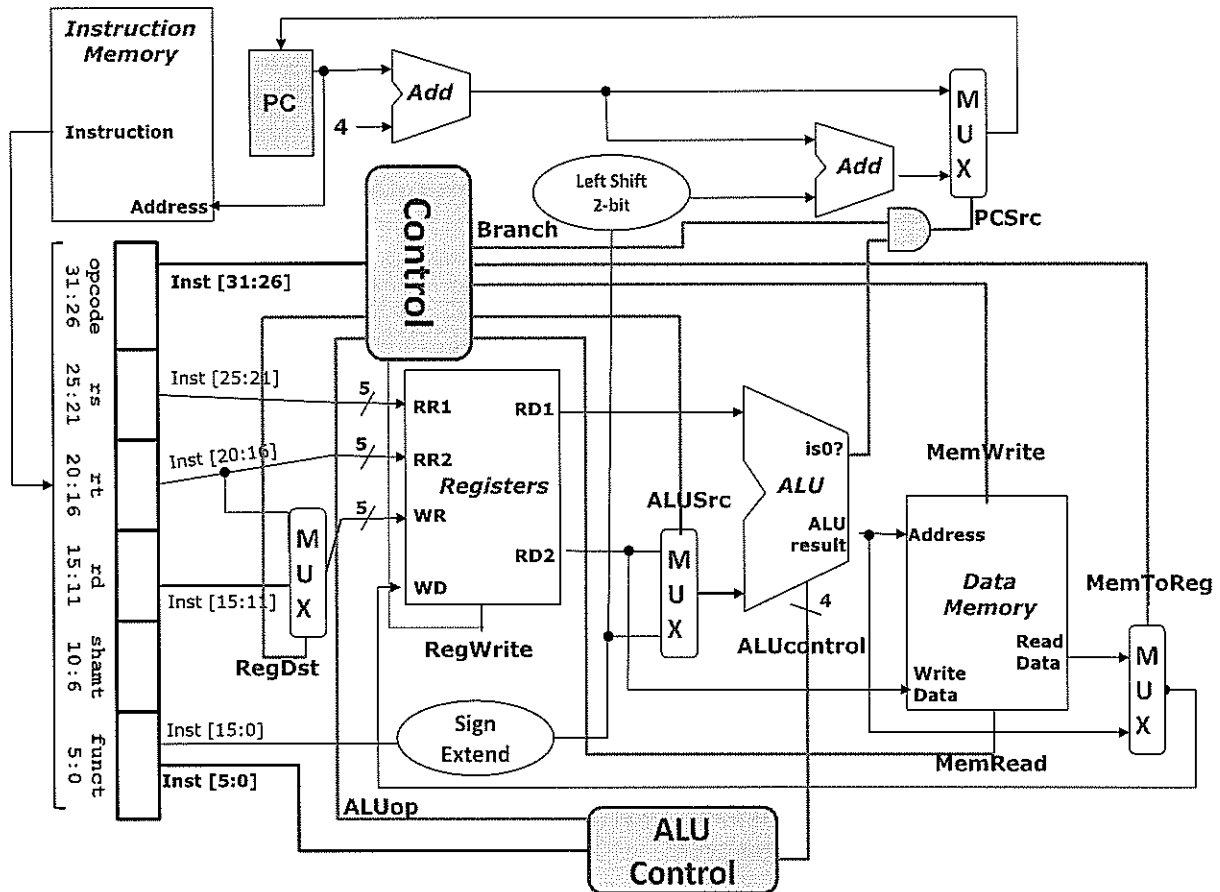 Instruction
Memory
Instruction
Address
PC
4
Add
Left Shift
2-bit
Add
M
U
X
PCSrc
Control
Branch
opcode
31:26
rs
25:21
rt
20:16
rd
15:11
shamt
10:6
funct
5:0
Inst [31:26]
Inst [25:21]
Inst [20:16]
Inst [15:11]
Inst [15:0]
Inst [5:0]
5
5
5
M
U
X
RegDst
RR1
RR2
WR
WD
Registers
RD1
RD2
RegWrite
Sign
Extend
ALUSrc
M
U
X
is0?
ALU
ALU
result
4
ALUcontrol
MemWrite
Address
Data
Memory
Read
Data
Write
Data
MemRead
MemToReg
M
U
X
ALUop
ALU
Control